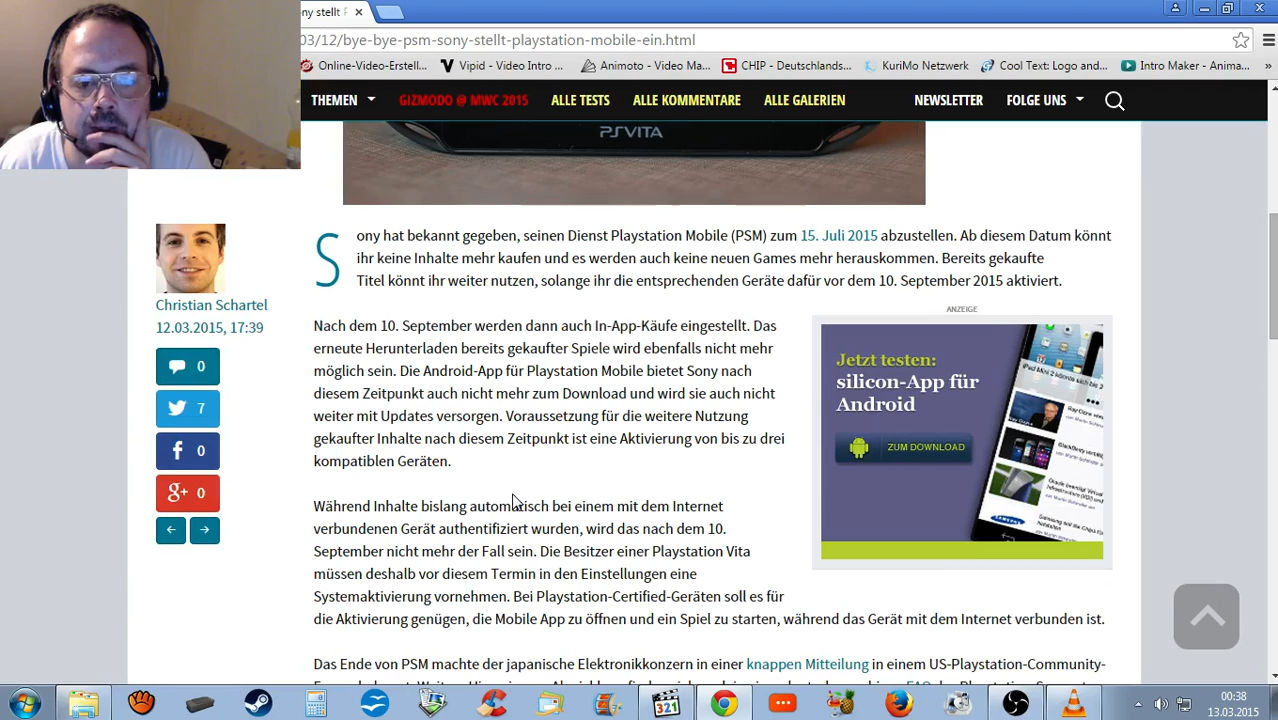 ony stellt P
03/12/bye-bye-psm-sony-stellt-playstation-mobile-ein.html
Online-Video-Erstell...
Vipid - Video Intro ...
Animoto - Video Ma...
CHIP - Deutschlands...
KuriMo Netzwerk
Cool Text: Logo and...
Intro Maker - Anima...
»
THEMEN
GIZMODO @ MWC 2015
ALLE TESTS
ALLE KOMMENTARE
ALLE GALERIEN
NEWSLETTER
FOLGE UNS
PSVITA
Christian Schartel
12.03.2015, 17:39
0
7
0
0
Sony hat bekannt gegeben, seinen Dienst Playstation Mobile (PSM) zum 15. Juli 2015 abzustellen. Ab diesem Datum könnt
ihr keine Inhalte mehr kaufen und es werden auch keine neuen Games mehr herauskommen. Bereits gekaufte
Titel könnt ihr weiter nutzen, solange ihr die entsprechenden Geräte dafür vor dem 10. September 2015 aktiviert.
Nach dem 10. September werden dann auch In-App-Käufe eingestellt. Das
erneute Herunterladen bereits gekaufter Spiele wird ebenfalls nicht mehr
möglich sein. Die Android-App für Playstation Mobile bietet Sony nach
diesem Zeitpunkt auch nicht mehr zum Download und wird sie auch nicht
weiter mit Updates versorgen. Voraussetzung für die weitere Nutzung
gekaufter Inhalte nach diesem Zeitpunkt ist eine Aktivierung von bis zu drei
kompatiblen Geräten.
ANZEIGE
Jetzt testen:
silicon-App für
Android
ZUM DOWNLOAD
Während Inhalte bislang automatisch bei einem mit dem Internet
verbundenen Gerät authentifiziert wurden, wird das nach dem 10.
September nicht mehr der Fall sein. Die Besitzer einer Playstation Vita
müssen deshalb vor diesem Termin in den Einstellungen eine
Systemaktivierung vornehmen. Bei Playstation-Certified-Geräten soll es für
die Aktivierung genügen, die Mobile App zu öffnen und ein Spiel zu starten, während das Gerät mit dem Internet verbunden ist.
Das Ende von PSM machte der japanische Elektronikkonzern in einer knappen Mitteilung in einem US-Playstation-Community-
321
00:38
13.03.2015